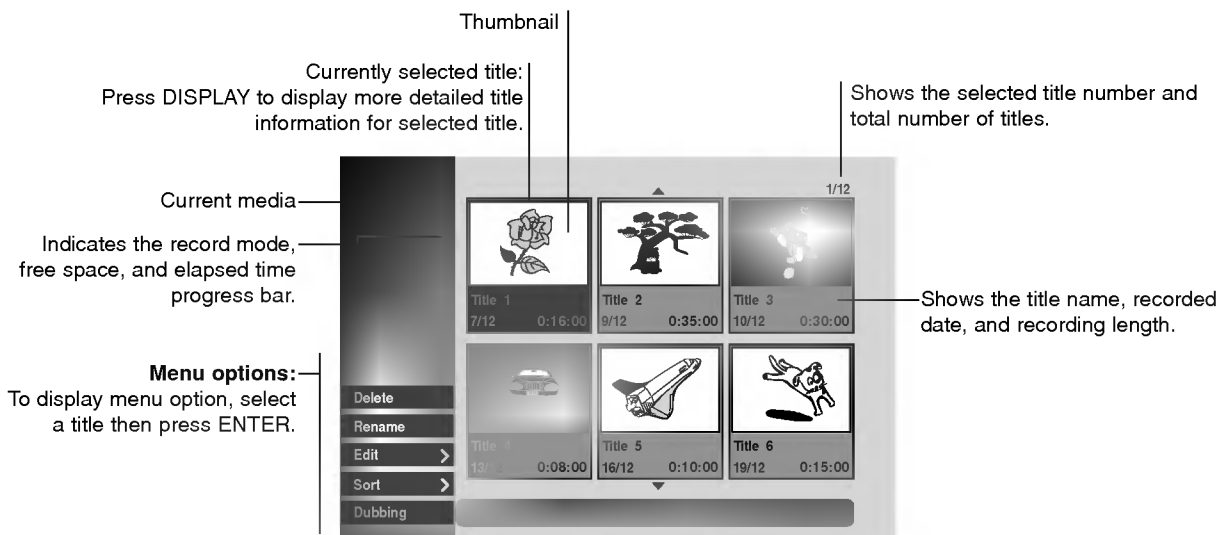 Thumbnail
Currently selected title:
Press DISPLAY to display more detailed title
information for selected title.
Shows the selected title number and
total number of titles.
Current media
Indicates the record mode,
free space, and elapsed time
progress bar.
Menu options:
To display menu option, select
a title then press ENTER.
Shows the title name, recorded
date, and recording length.
1/12
Title 1
7/12 0:16:00
Title 2
9/12 0:35:00
Title 3
10/12 0:30:00
Title
0:08:00
Title 5
16/12 0:10:00
Title 6
19/12 0:15:00
Delete
Rename
Edit
Sort
Dubbing